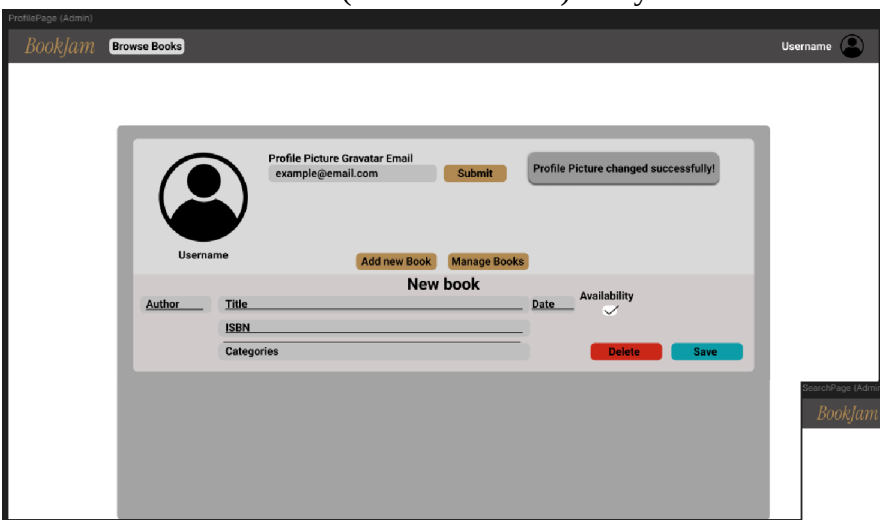 ProfilePage (Admin)
BookJam Browse Books Username
Profile Picture Gravatar Email
example@email.com Submit Profile Picture changed successfully!
Username
Add new Book Manage Books
New book
Author Title Date Availability
ISBN
Categories Delete Save
SearchPage (Admin
BookJam